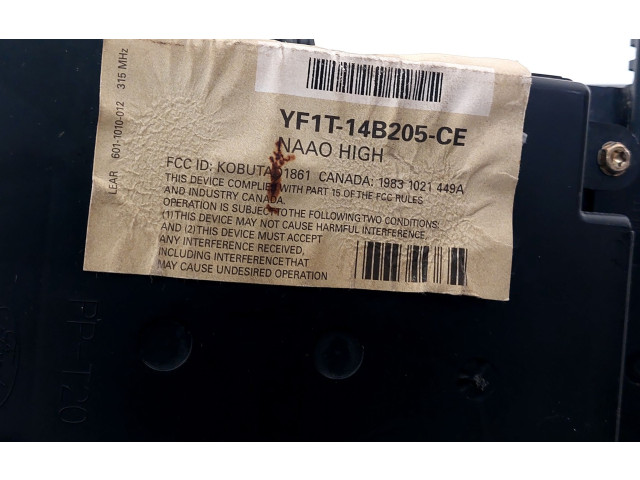 YF1T-14B205-CE
NAAO HIGH
FCC ID: KOBUTA01861 CANADA: 1983 1021 449A
THIS DEVICE COMPLIES WITH PART 15 OF THE FCC RULES
AND INDUSTRY CANADA.
OPERATION IS SUBJECT TO THE FOLLOWING TWO CONDITIONS:
(1) THIS DEVICE MAY NOT CAUSE HARMFUL INTERFERENCE,
AND (2) THIS DEVICE MUST ACCEPT
ANY INTERFERENCE RECEIVED,
INCLUDING INTERFERENCE THAT
MAY CAUSE UNDESIRED OPERATION
LEAR 601-1010-012 315 MHz
PP-T20